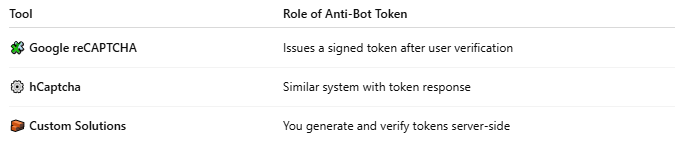 Tool Role of Anti-Bot Token
Google reCAPTCHA Issues a signed token after user verification
hCaptcha Similar system with token response
Custom Solutions You generate and verify tokens server-side